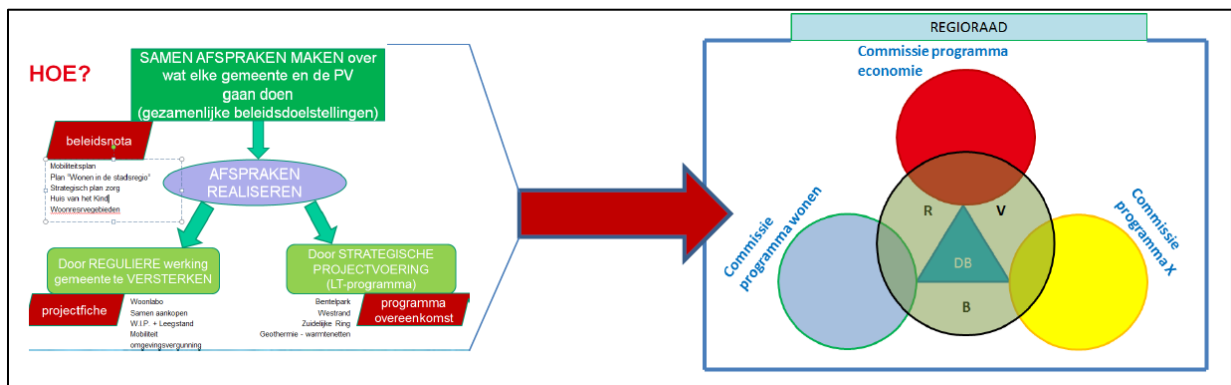 HOE?
SAMEN AFSPRAKEN MAKEN over
wat elke gemeente en de PV
gaan doen
(gezamenlijke beleidsdoelstellingen)
beleidsnota
Mobiliteitsplan
Plan "Wonen in de stadsregio"
Strategisch plan zorg
Huis van het Kind
Woonresrvegebieden
AFSPRAKEN
REALISEREN
Door REGULIERE werking
gemeente te VERSTERKEN
projectfiche
Woonlabo
Samen aankopen
W.I.P. + Leegstand
Mobiliteit
omgevingsvergunning
Door STRATEGISCHE
PROJECTVOERING
(LT-programma)
Bentelpark
Westrand
Zuidelijke Ring
Geothermie - warmtenetten
programma
overeenkomst
REGIORAAD
Commissie programma
economie
Commissie
programma wonen
Commissie
programma X
R
V
DB
B